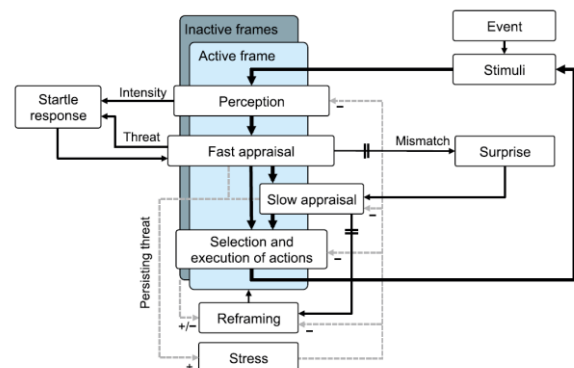 Inactive frames
Event
Active frame
Stimuli
Startle
response
Intensity
Perception
–
Threat
Fast appraisal
Mismatch
Surprise
Slow appraisal
–
Persisting threat
Selection and
execution of actions
–
Reframing
+/–
–
Stress
+